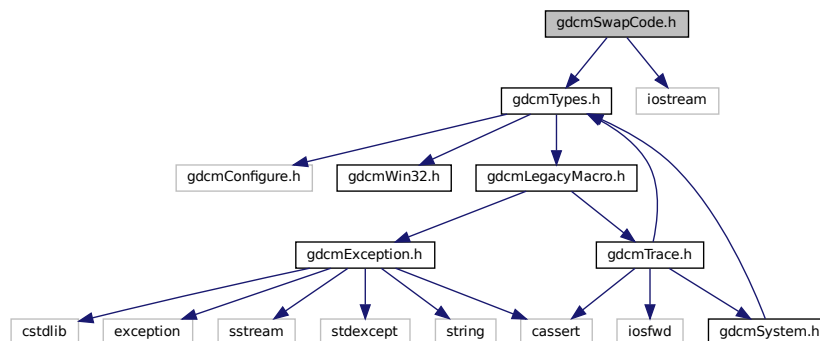 gdcmSwapCode.h
gdcmTypes.h
iostream
gdcmConfigure.h
gdcmWin32.h
gdcmLegacyMacro.h
gdcmException.h
gdcmTrace.h
cstdlib
exception
sstream
stdexcept
string
cassert
iosfwd
gdcmSystem.h